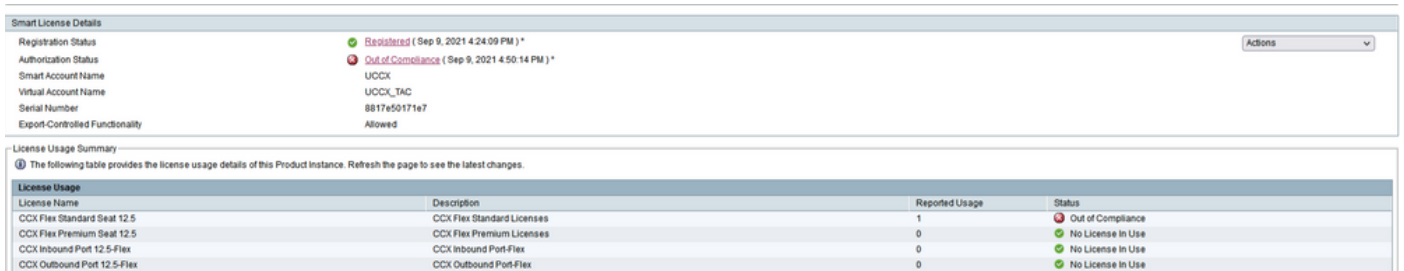 Smart License Details
Registration Status Registered ( Sep 9, 2021 4:24:09 PM ) * Actions
Authorization Status Out of Compliance ( Sep 9, 2021 4:50:14 PM ) *
Smart Account Name UCCX
Virtual Account Name UCCX_TAC
Serial Number 8817e50171e7
Export-Controlled Functionality Allowed
License Usage Summary
The following table provides the license usage details of this Product Instance. Refresh the page to see the latest changes.
License Usage
License Name Description Reported Usage Status
CCX Flex Standard Seat 12.5 CCX Flex Standard Licenses 1 Out of Compliance
CCX Flex Premium Seat 12.5 CCX Flex Premium Licenses 0 No License In Use
CCX Inbound Port 12.5-Flex CCX Inbound Port-Flex 0 No License In Use
CCX Outbound Port 12.5-Flex CCX Outbound Port-Flex 0 No License In Use